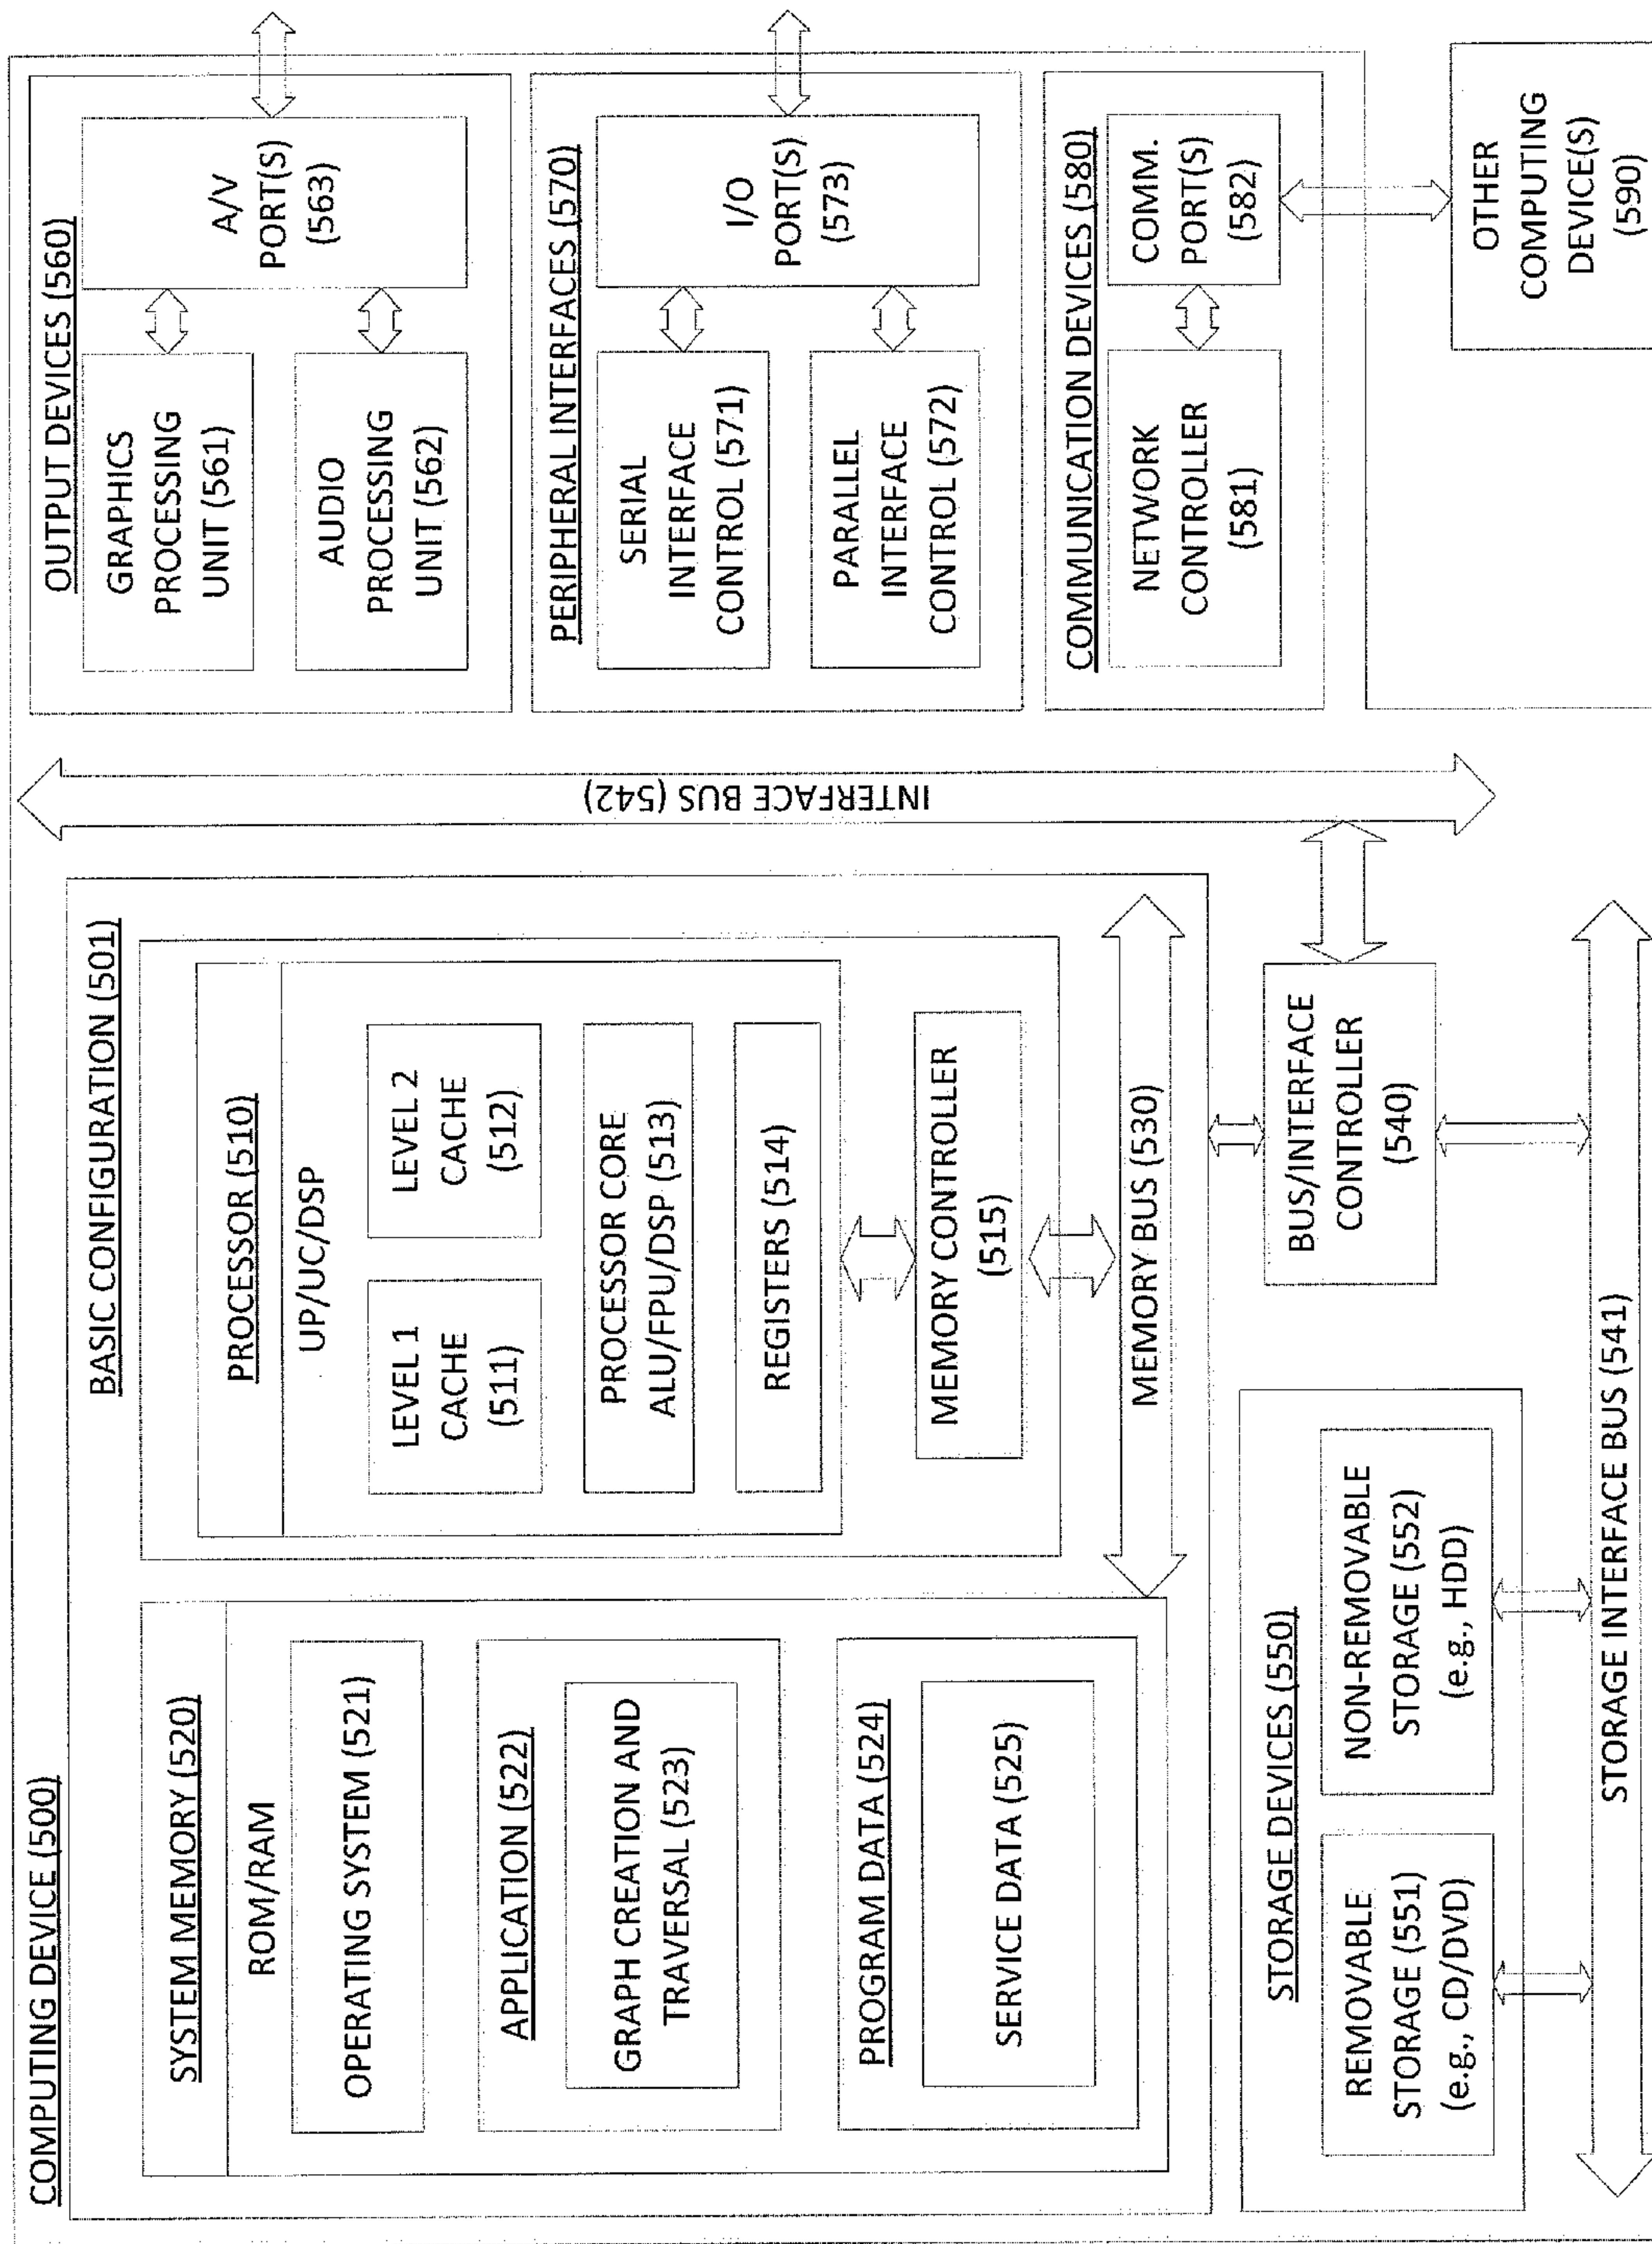 COMPUTING DEVICE (500)
BASIC CONFIGURATION (501)
SYSTEM MEMORY (520)
ROM/RAM
OPERATING SYSTEM (521)
APPLICATION (522)
GRAPH CREATION AND
TRAVERSAL (523)
PROGRAM DATA (524)
SERVICE DATA (525)
PROCESSOR (510)
UP/UC/DSP
LEVEL 1
CACHE
(511)
LEVEL 2
CACHE
(512)
PROCESSOR CORE
ALU/FPU/DSP (513)
REGISTERS (514)
MEMORY CONTROLLER
(515)
MEMORY BUS (530)
STORAGE DEVICES (550)
REMOVABLE
STORAGE (551)
(e.g., CD/DVD)
NON-REMOVABLE
STORAGE (552)
(e.g., HDD)
BUS/INTERFACE
CONTROLLER
(540)
STORAGE INTERFACE BUS (541)
INTERFACE BUS (542)
OUTPUT DEVICES (560)
GRAPHICS
PROCESSING
UNIT (561)
AUDIO
PROCESSING
UNIT (562)
A/V
PORT(S)
(563)
PERIPHERAL INTERFACES (570)
SERIAL
INTERFACE
CONTROL (571)
PARALLEL
INTERFACE
CONTROL (572)
I/O
PORT(S)
(573)
COMMUNICATION DEVICES (580)
NETWORK
CONTROLLER
(581)
COMM.
PORT(S)
(582)
OTHER
COMPUTING
DEVICE(S)
(590)